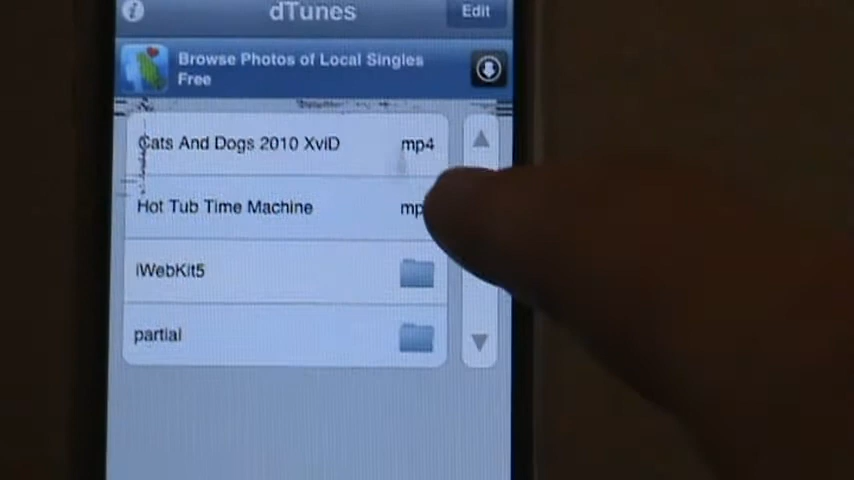 dTunes
Edit
Browse Photos of Local Singles
Free
Cats And Dogs 2010 XviD mp4
Hot Tub Time Machine mp
iWebKit5
partial